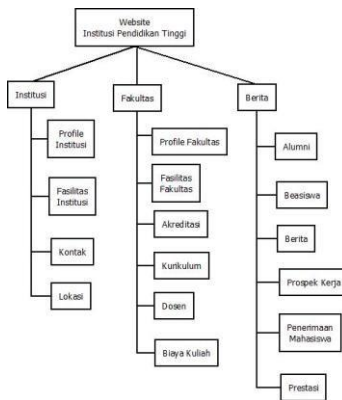 Website
Institusi Pendidikan Tinggi
Institusi
Profile
Institusi
Fasilitas
Institusi
Kontak
Lokasi
Fakultas
Profile Fakultas
Fasilitas
Fakultas
Akreditasi
Kurikulum
Dosen
Biaya Kuliah
Berita
Alumni
Beasiswa
Berita
Prospek Kerja
Penerimaan
Mahasiswa
Prestasi